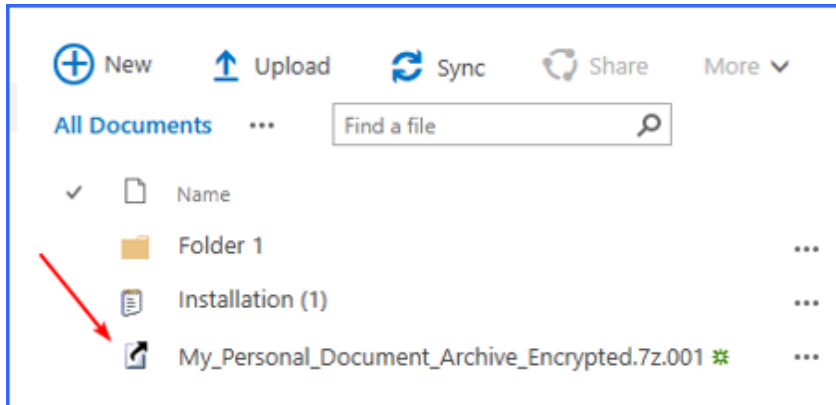 New Upload Sync Share More
All Documents ... Find a file
Name
Folder 1 ...
Installation (1) ...
My_Personal_Document_Archive_Encrypted.7z.001 ...